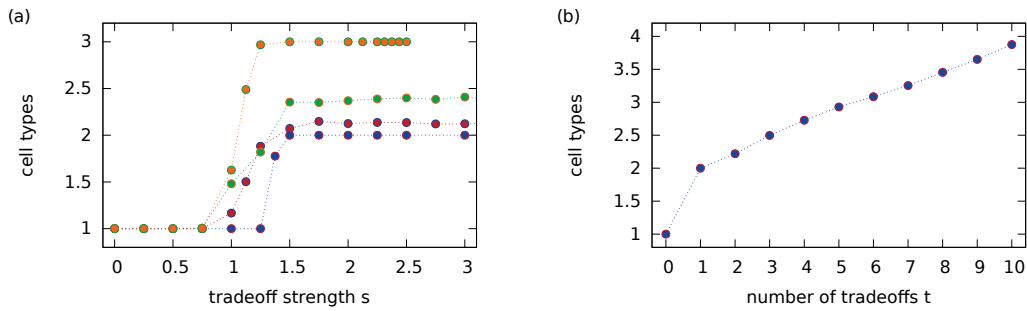 (a)
3
2.5
2
1.5
1
cell types
0 0.5 1 1.5 2 2.5 3
tradeoff strength s
(b)
4
3.5
3
2.5
2
1.5
1
cell types
0 1 2 3 4 5 6 7 8 9 10
number of tradeoffs t